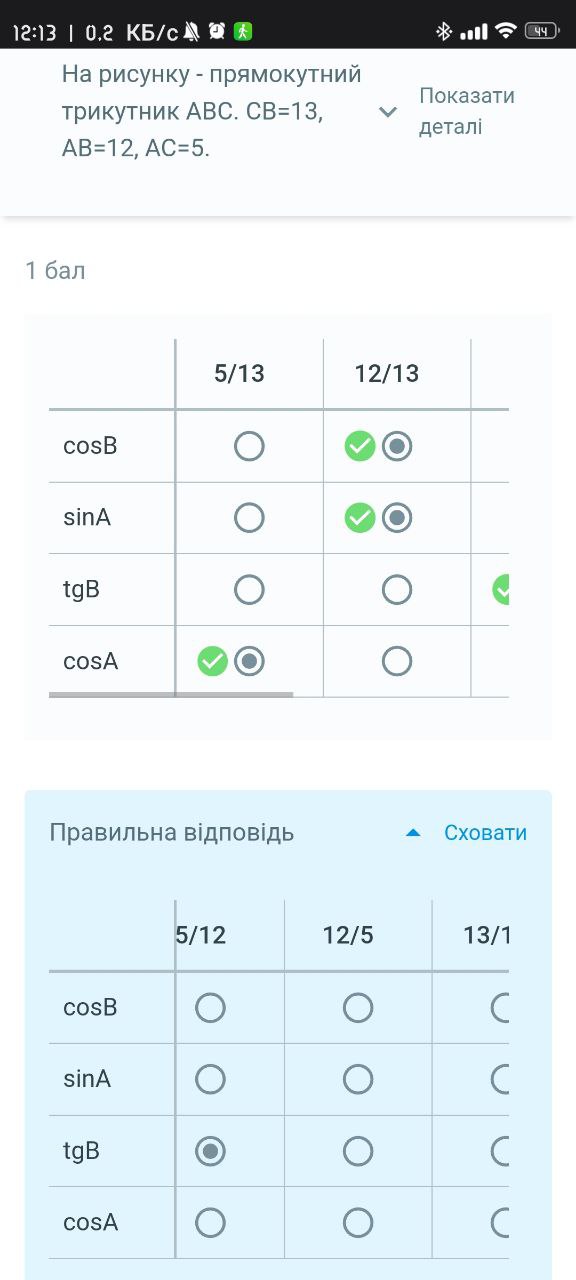 12:13 | 0,2 КБ/с 44
На рисунку - прямокутний
трикутник ABC. CB=13,
AB=12, AC=5.
Показати
деталі
1 бал
5/13 12/13
cosB
sinA
tgB
cosA
Правильна відповідь
Сховати
5/12 12/5 13/1
cosB
sinA
tgB
cosA